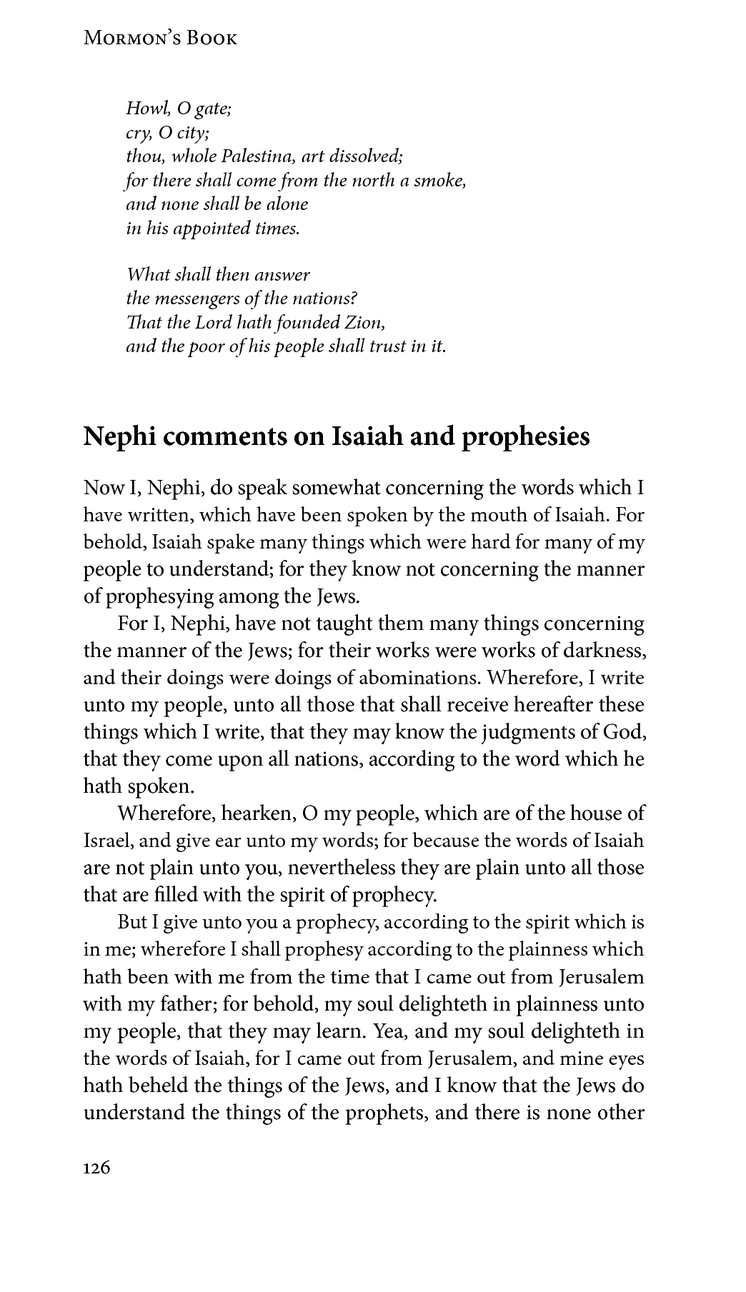 Mormon's Book
Howl, O gate;
cry, O city;
thou, whole Palestina, art dissolved;
for there shall come from the north a smoke,
and none shall be alone
in his appointed times.
What shall then answer
the messengers of the nations?
That the Lord hath founded Zion,
and the poor of his people shall trust in it.
Nephi comments on Isaiah and prophesies
Now I, Nephi, do speak somewhat concerning the words which I
have written, which have been spoken by the mouth of Isaiah. For
behold, Isaiah spake many things which were hard for many of my
people to understand; for they know not concerning the manner
of prophesying among the Jews.
For I, Nephi, have not taught them many things concerning
the manner of the Jews; for their works were works of darkness,
and their doings were doings of abominations. Wherefore, I write
unto my people, unto all those that shall receive hereafter these
things which I write, that they may know the judgments of God,
that they come upon all nations, according to the word which he
hath spoken.
Wherefore, hearken, O my people, which are of the house of
Israel, and give ear unto my words; for because the words of Isaiah
are not plain unto you, nevertheless they are plain unto all those
that are filled with the spirit of prophecy.
But I give unto you a prophecy, according to the spirit which is
in me; wherefore I shall prophesy according to the plainness which
hath been with me from the time that I came out from Jerusalem
with my father; for behold, my soul delighteth in plainness unto
my people, that they may learn. Yea, and my soul delighteth in
the words of Isaiah, for I came out from Jerusalem, and mine eyes
hath beheld the things of the Jews, and I know that the Jews do
understand the things of the prophets, and there is none other
126